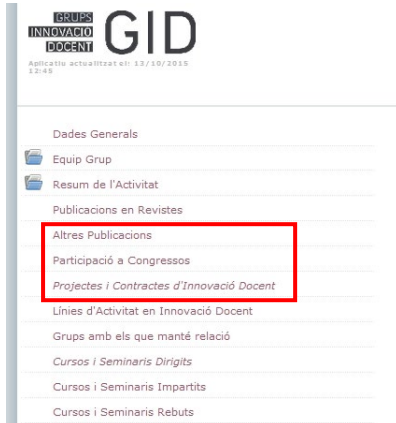 GRUPS
INNOVACIÓ
DOCENT
GID
Aplicatiu actualitzat el: 13/10/2015
12:45
Dades Generals
Equip Grup
Resum de l'Activitat
Publicacions en Revistes
Altres Publicacions
Participació a Congressos
Projectes i Contractes d'Innovació Docent
Línies d'Activitat en Innovació Docent
Grups amb els que manté relació
Cursos i Seminaris Dirigits
Cursos i Seminaris Impartits
Cursos i Seminaris Rebuts